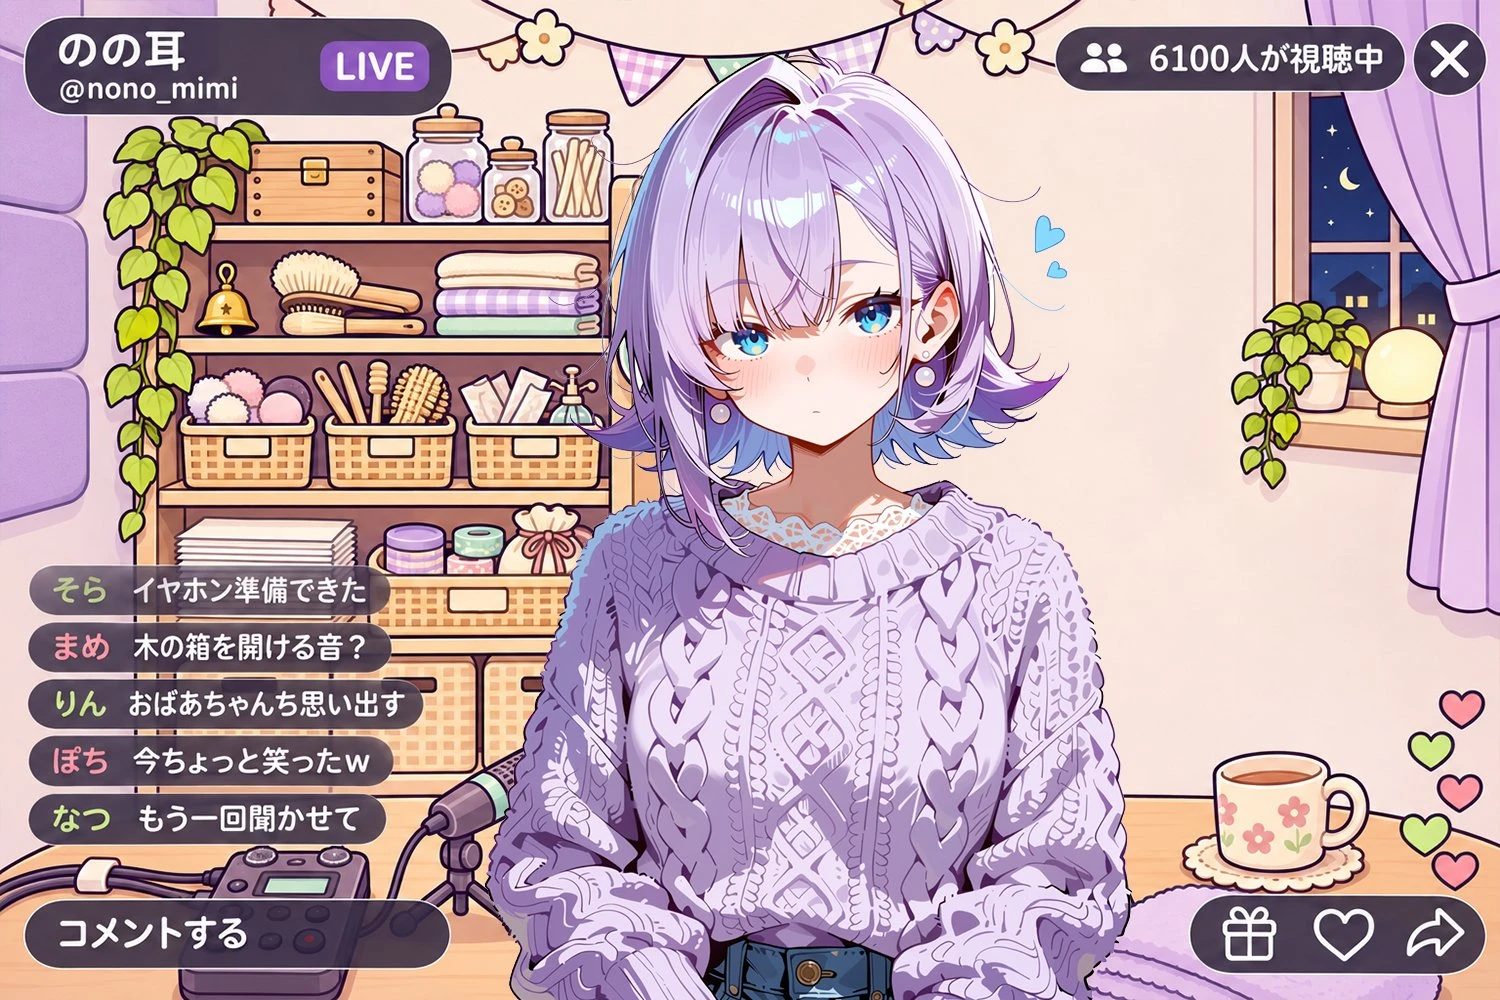 のの耳
@nono_mimi
LIVE
6100人が視聴中
そら イヤホン準備できた
まめ 木の箱を開ける音？
りん おばあちゃんち思い出す
ぽち 今ちょっと笑ったw
なつ もう一回聞かせて
コメントする